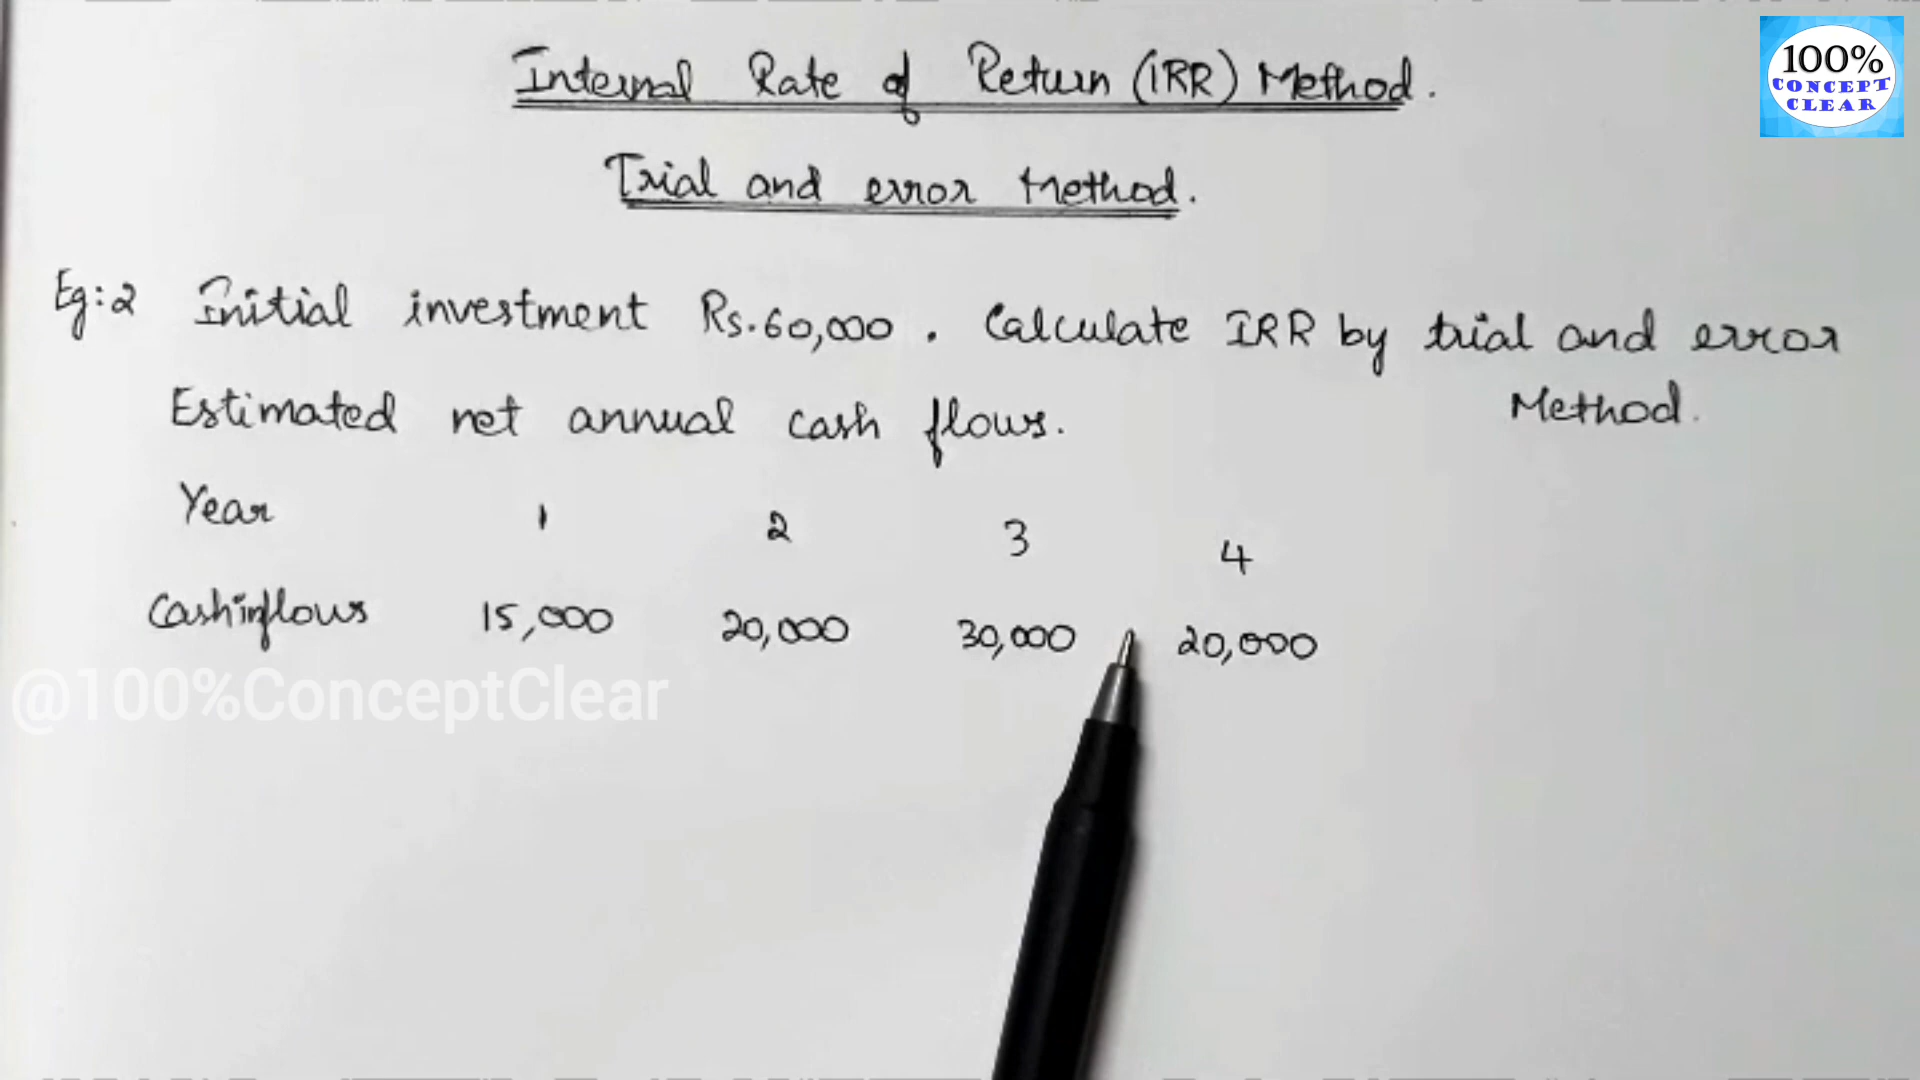 Internal Rate of Return (IRR) Method.
100%
CONCEPT
CLEAR
Trial and error Method.
Eg:2 Initial investment Rs.60,000. Calculate IRR by trial and error
Method.
Estimated net annual cash flows.
Year 1 2 3 4
Cashinflows 15,000 20,000 30,000 20,000
@100%ConceptClear